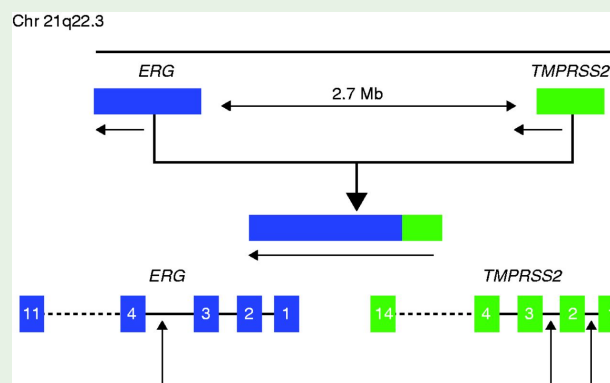 Chr 21q22.3
ERG
TMPRSS2
2.7 Mb
ERG
TMPRSS2
11 4 3 2 1
14 4 3 2